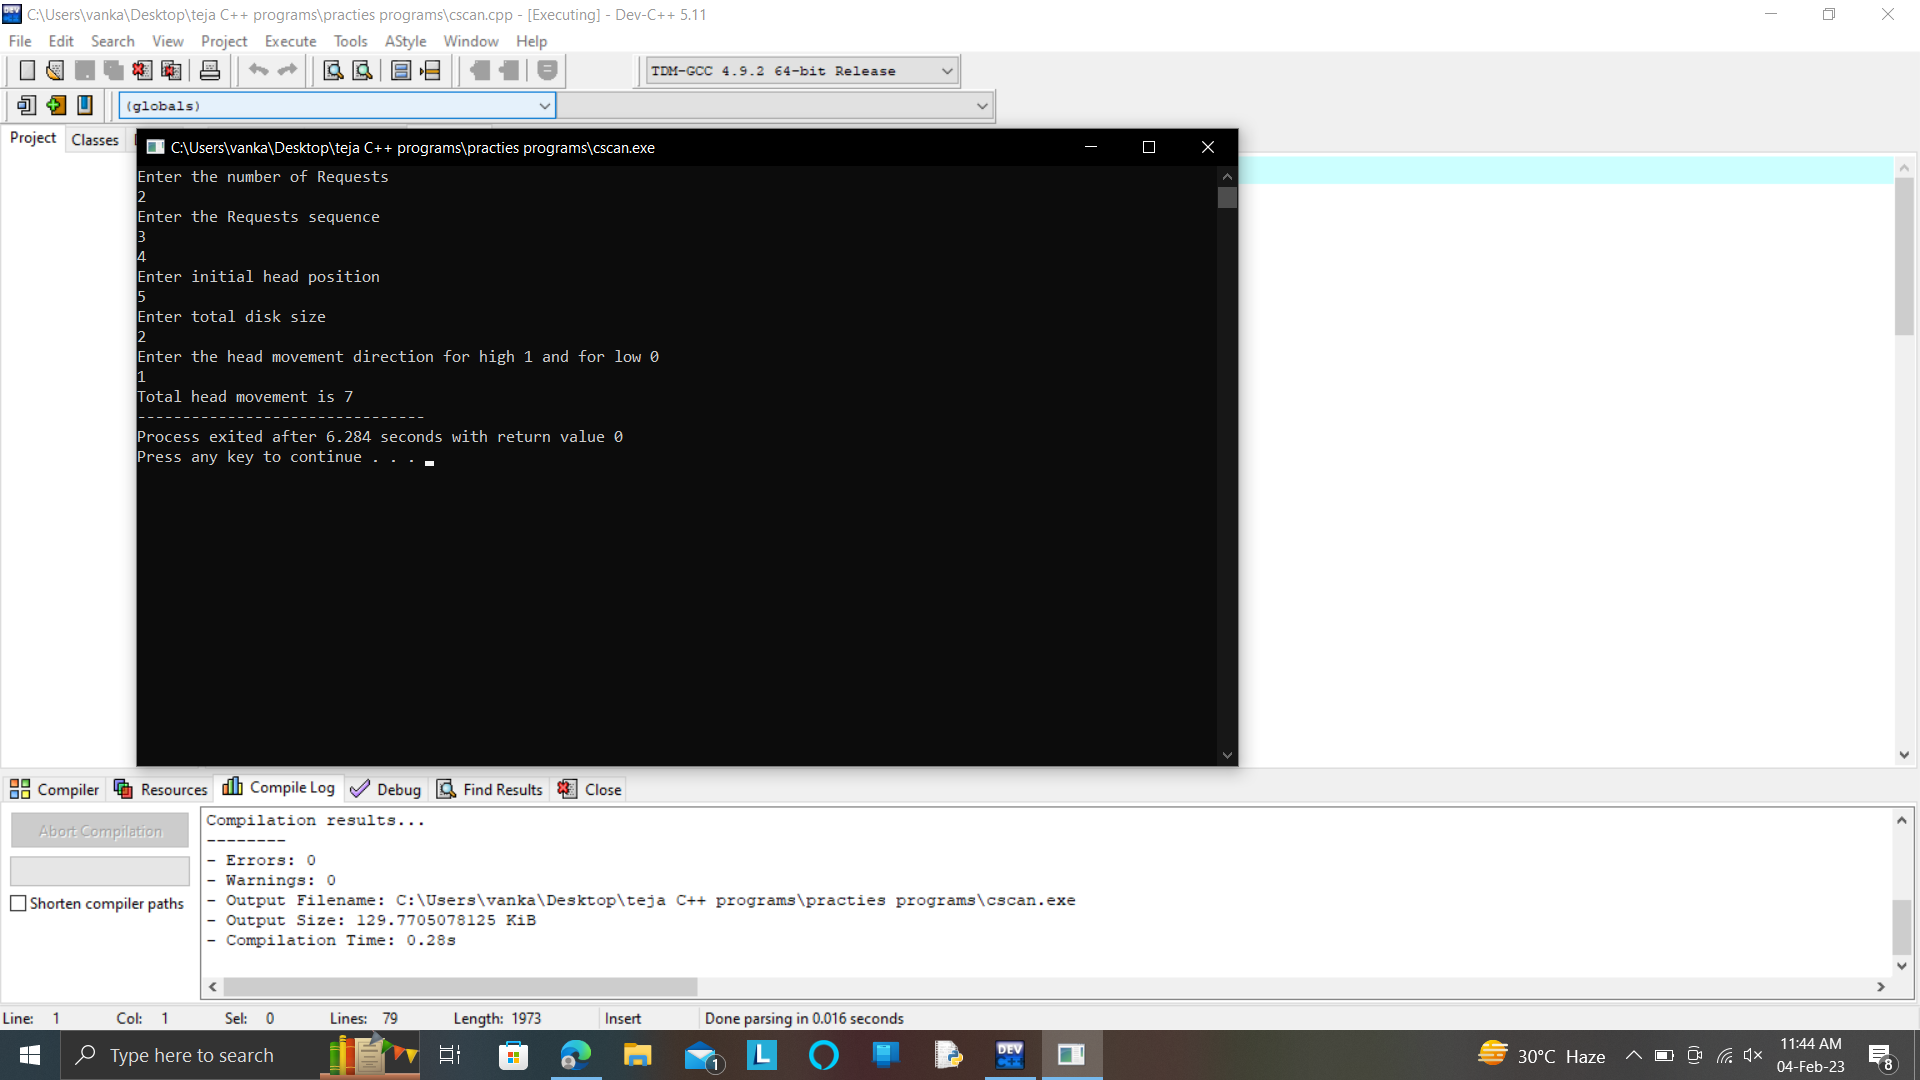 C:\Users\vanka\Desktop\teja C++ programs\practies programs\cscan.cpp - [Executing] - Dev-C++ 5.11
File Edit Search View Project Execute Tools AStyle Window Help
TDM-GCC 4.9.2 64-bit Release
(globals)
Project Classes
C:\Users\vanka\Desktop\teja C++ programs\practies programs\cscan.exe
Enter the number of Requests
2
Enter the Requests sequence
3
4
Enter initial head position
5
Enter total disk size
2
Enter the head movement direction for high 1 and for low 0
1
Total head movement is 7
--------------------------------
Process exited after 6.284 seconds with return value 0
Press any key to continue . . .
Compiler Resources Compile Log Debug Find Results Close
Abort Compilation
Shorten compiler paths
Compilation results...
--------
- Errors: 0
- Warnings: 0
- Output Filename: C:\Users\vanka\Desktop\teja C++ programs\practies programs\cscan.exe
- Output Size: 129.7705078125 KiB
- Compilation Time: 0.28s
Line: 1 Col: 1 Sel: 0 Lines: 79 Length: 1973 Insert Done parsing in 0.016 seconds
Type here to search
1
L
DEV C++
30°C Haze
11:44 AM
04-Feb-23
8